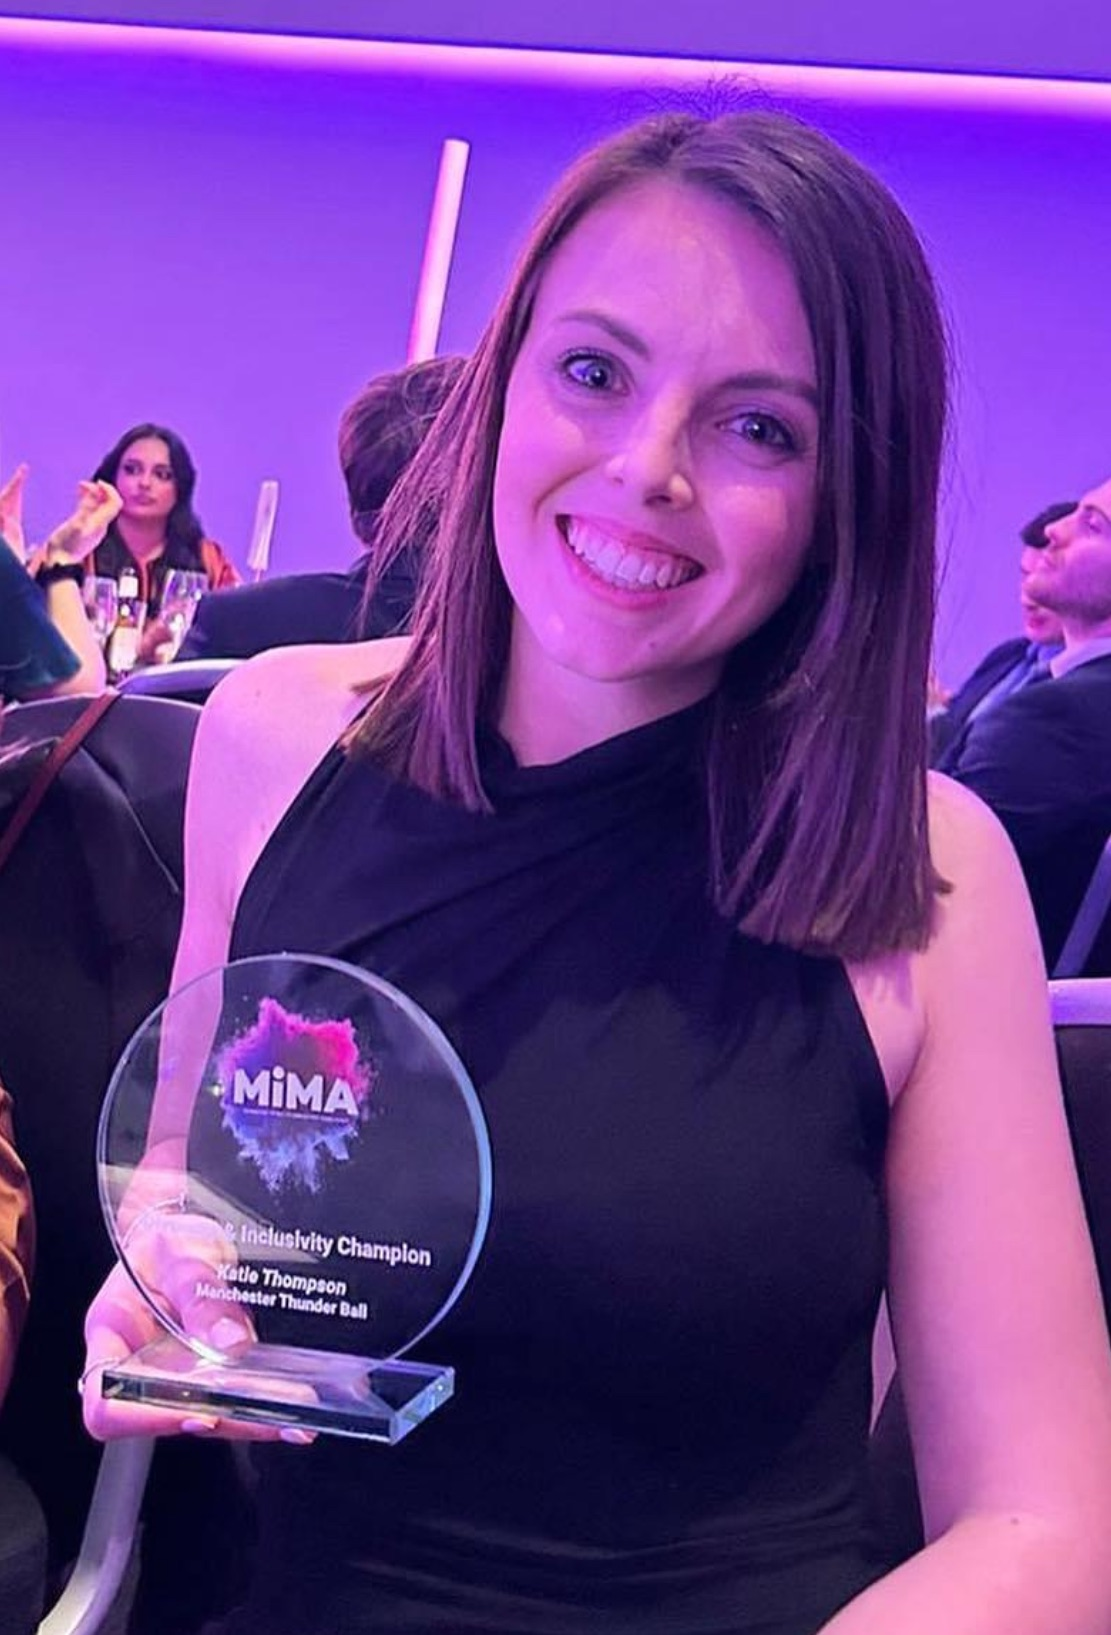 MiMA
& Inclusivity Champion
Katie Thompson
Manchester Thunder Ball